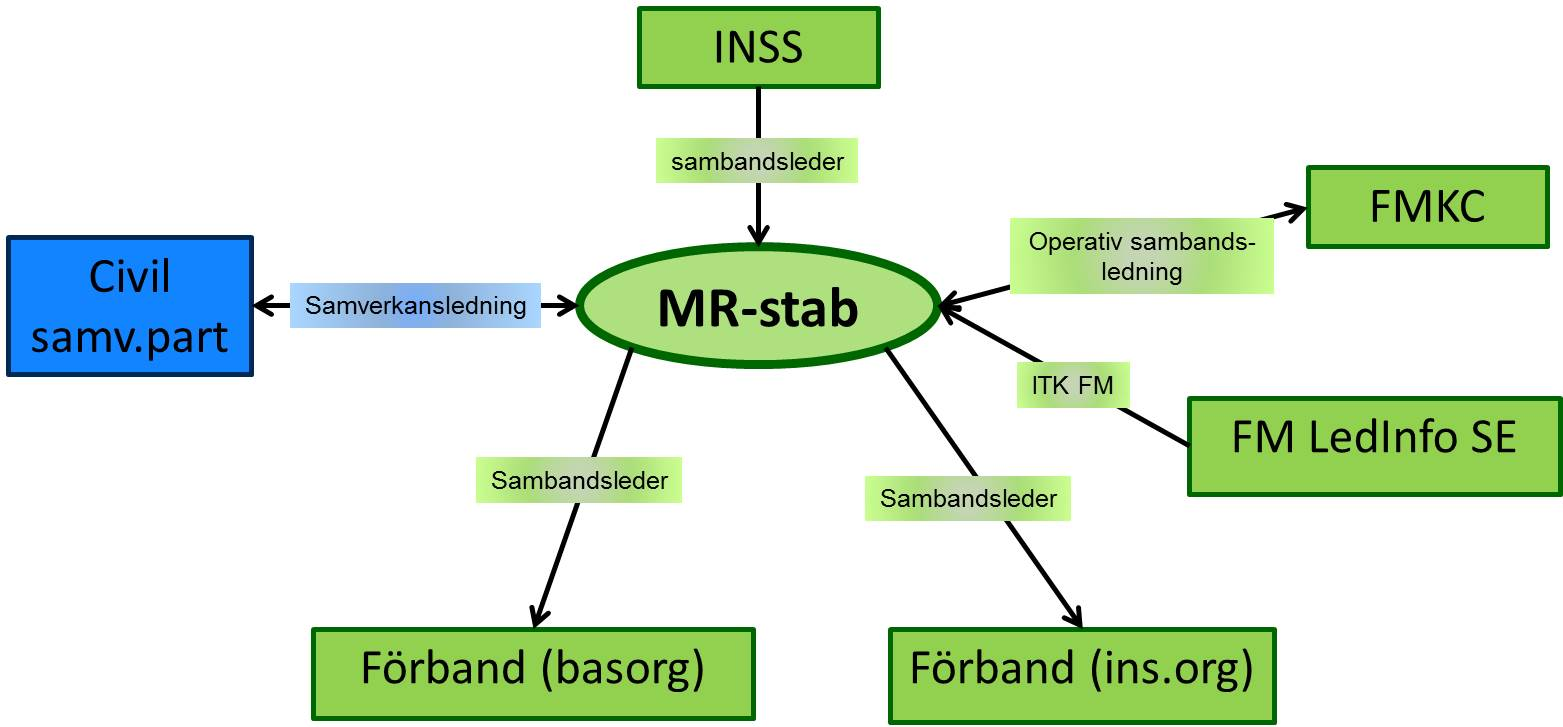 INSS
sambandsleder
FMKC
Operativ sambands-
ledning
Civil
samv.part
Samverkansledning
MR-stab
ITK FM
FM LedInfo SE
Sambandsleder
Sambandsleder
Förband (basorg)
Förband (ins.org)